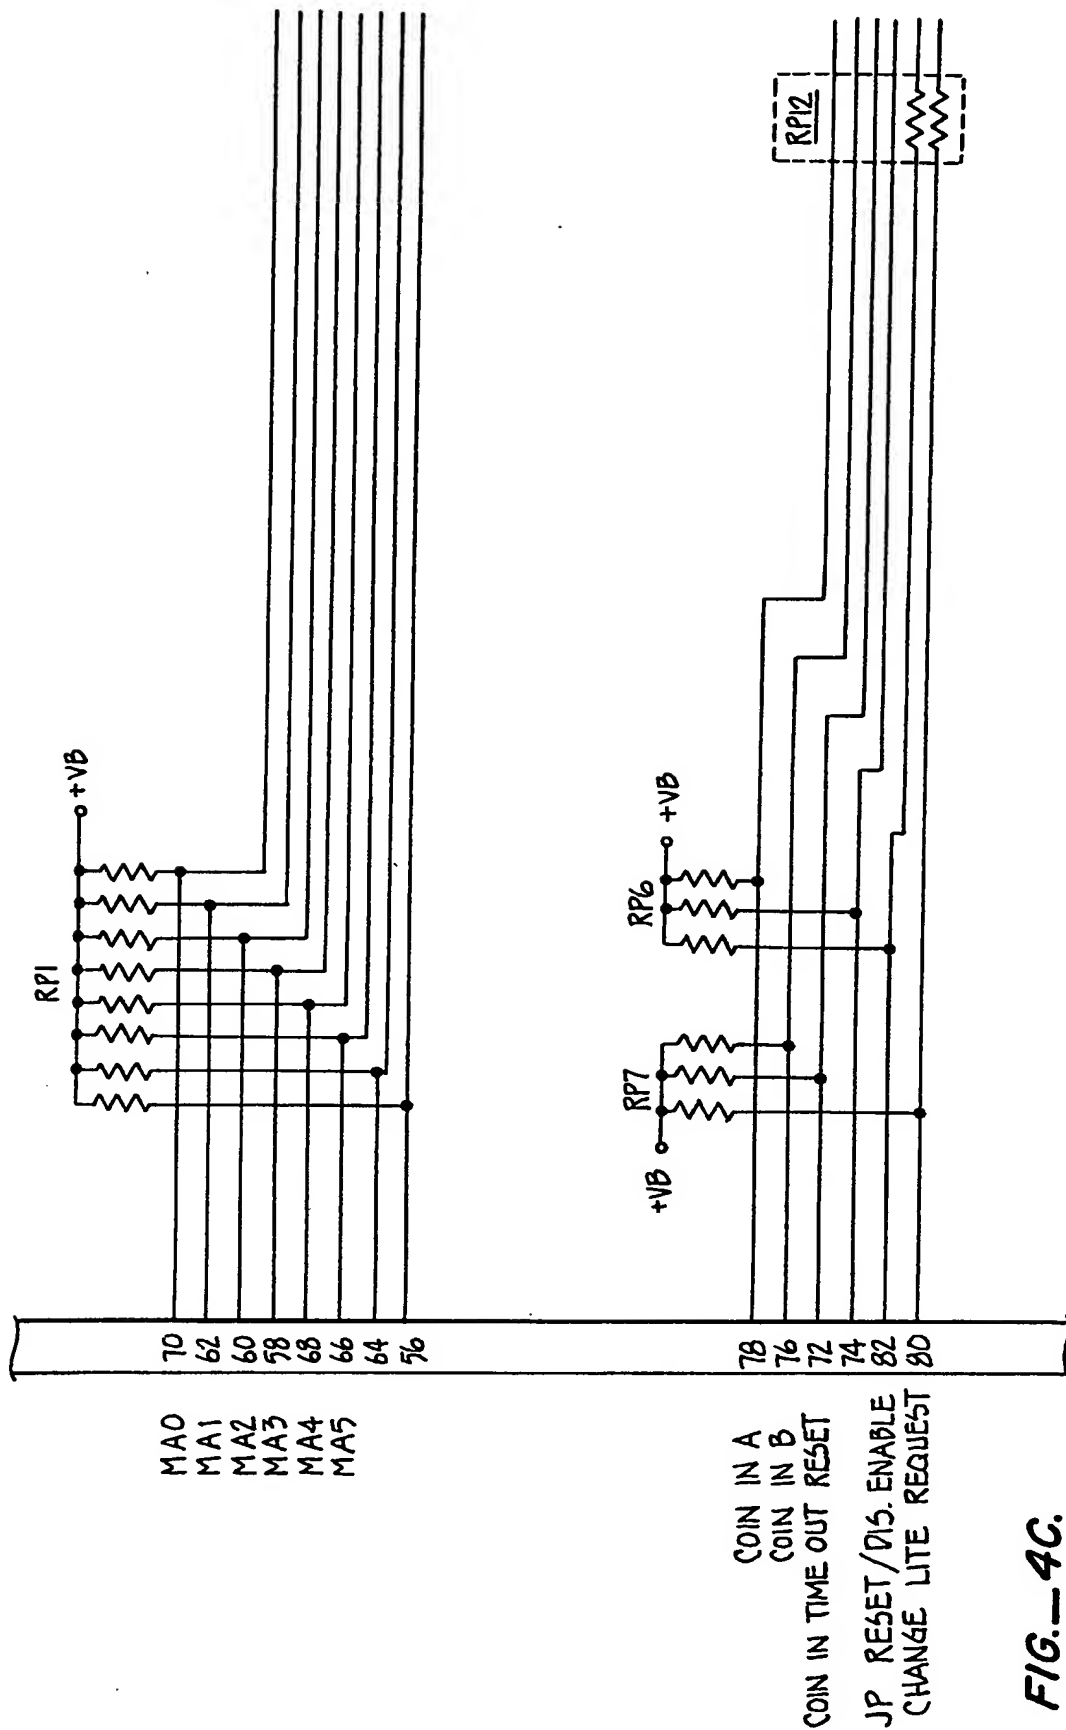 MA0 70
MA1 62
MA2 60
MA3 58
MA4 68
MA5 66
64
56
RP1
+VB
COIN IN A 78
COIN IN B 76
COIN IN TIME OUT RESET 72
74
JP RESET/DIS. ENABLE 82
CHANGE LITE REQUEST 80
+VB
RP7
RP6
+VB
RP12
FIG._4C.